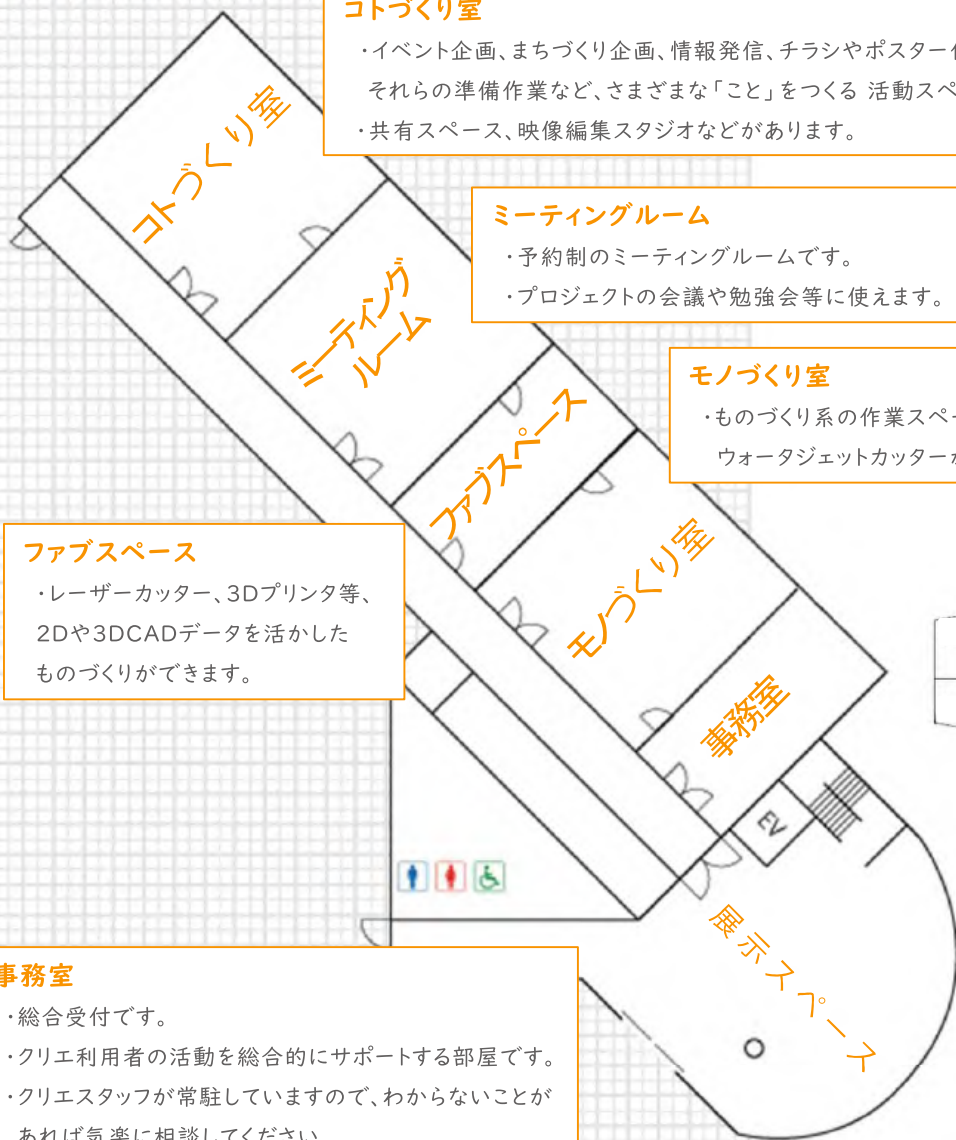 コトづくり室
・イベント企画、まちづくり企画、情報発信、チラシやポスター
それらの準備作業など、さまざまな「こと」をつくる 活動スペ
・共有スペース、映像編集スタジオなどがあります。
コトづくり室
ミーティングルーム
・予約制のミーティングルームです。
・プロジェクトの会議や勉強会等に使えます。
ミーティング
ルーム
モノづくり室
・ものづくり系の作業スペー
ウォータジェットカッターが
ファブスペース
モノづくり室
ファブスペース
・レーザーカッター、3Dプリンタ等、
2Dや3DCADデータを活かした
ものづくりができます。
事務室
EV
展示スペース
事務室
・総合受付です。
・クリエ利用者の活動を総合的にサポートする部屋です。
・クリエスタッフが常駐していますので、わからないことが
あれば気楽に相談してください